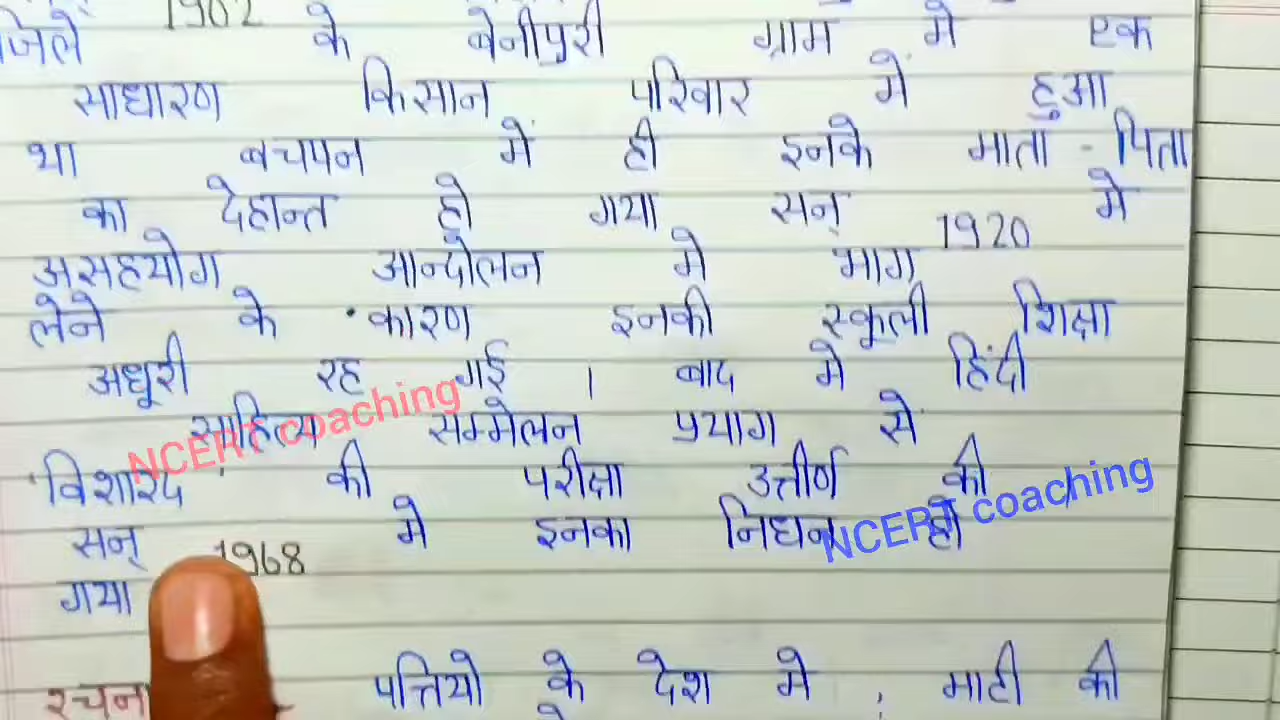 जिले 1902 के बेनीपुरी ग्राम मे एक
साधारण किसान परिवार में हुआ
था बचपन में ही इनके माता - पिता
का देहान्त हो गया सन् 1920 मे
असहयोग आन्दोलन मे भाग
लेने के कारण इनकी स्कूली शिक्षा
अधूरी रह गई । बाद मे हिंदी
साहित्य सम्मेलन प्रयाग से
'विशारद' की परीक्षा उत्तीर्ण की
सन् 1968 मे इनका निधन हो
गया
पत्तियो के देश मे ; माटी की
NCERT coaching
NCERT coaching